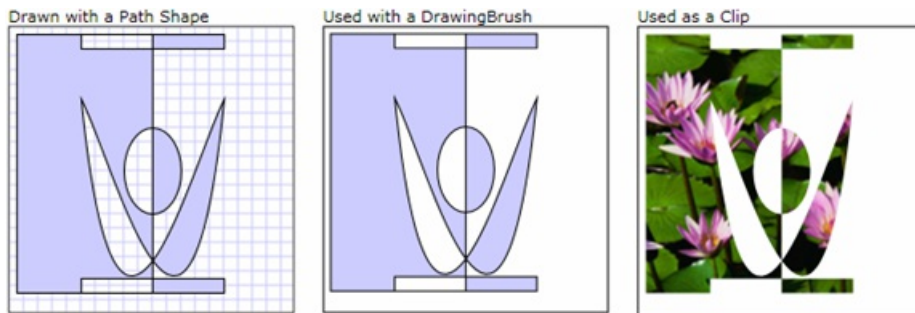 Drawn with a Path Shape
Used with a DrawingBrush
Used as a Clip